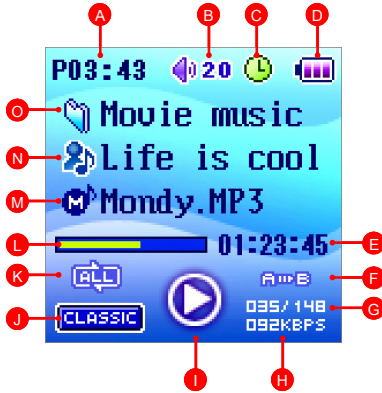 A B C D
P03:43 20
O Movie music
N Life is cool
M Mondy.MP3
L 01:23:45 E
K ALL A B F
J CLASSIC 035/148 G
092KBPS
I H